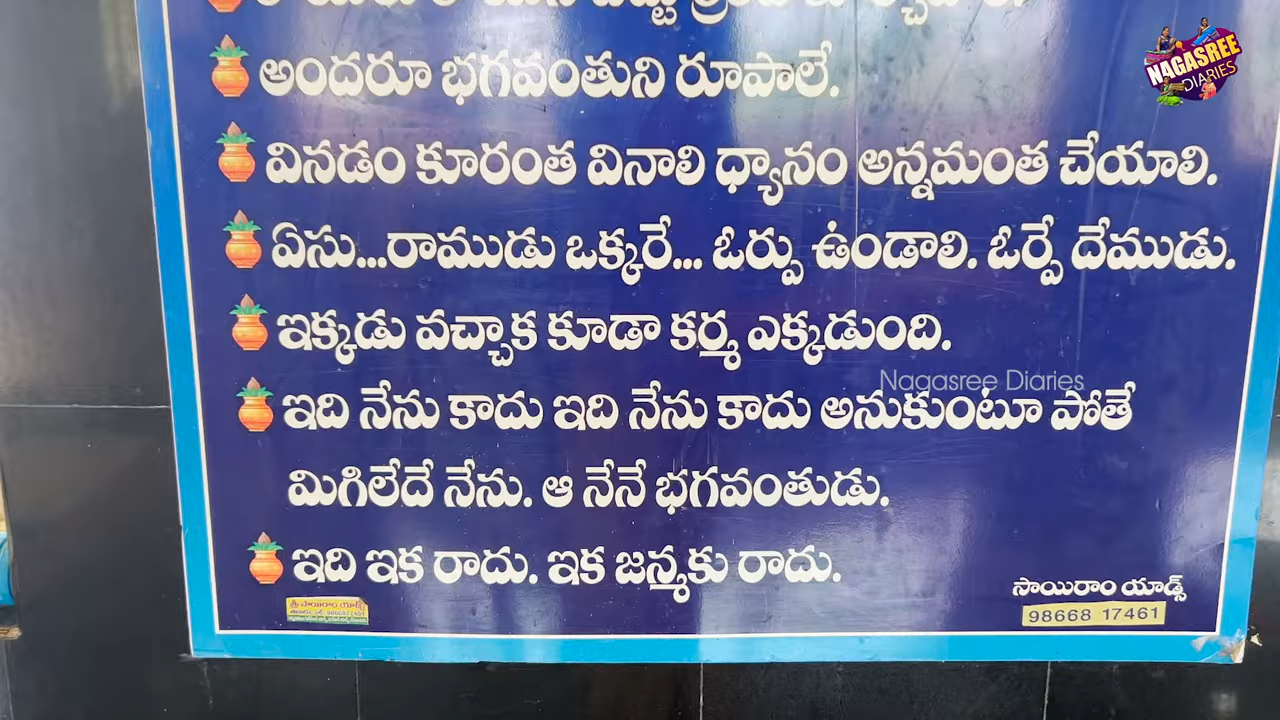 NAGASREE
DIARIES
అందరూ భగవంతుని రూపాలే.
వినడం కూరంత వినాలి ధ్యానం అన్నమంత చేయాలి.
ఏసు...రాముడు ఒక్కరే... ఓర్పు ఉండాలి. ఓర్పే దేముడు.
ఇక్కడు వచ్చాక కూడా కర్మ ఎక్కడుంది.
Nagasree Diaries
ఇది నేను కాదు ఇది నేను కాదు అనుకుంటూ పోతే
మిగిలేదే నేను. ఆ నేనే భగవంతుడు.
ఇది ఇక రాదు. ఇక జన్మకు రాదు.
సాయిరాం యాడ్స్
98668 17461
శ్రీ సాయిరాం యాడ్స్